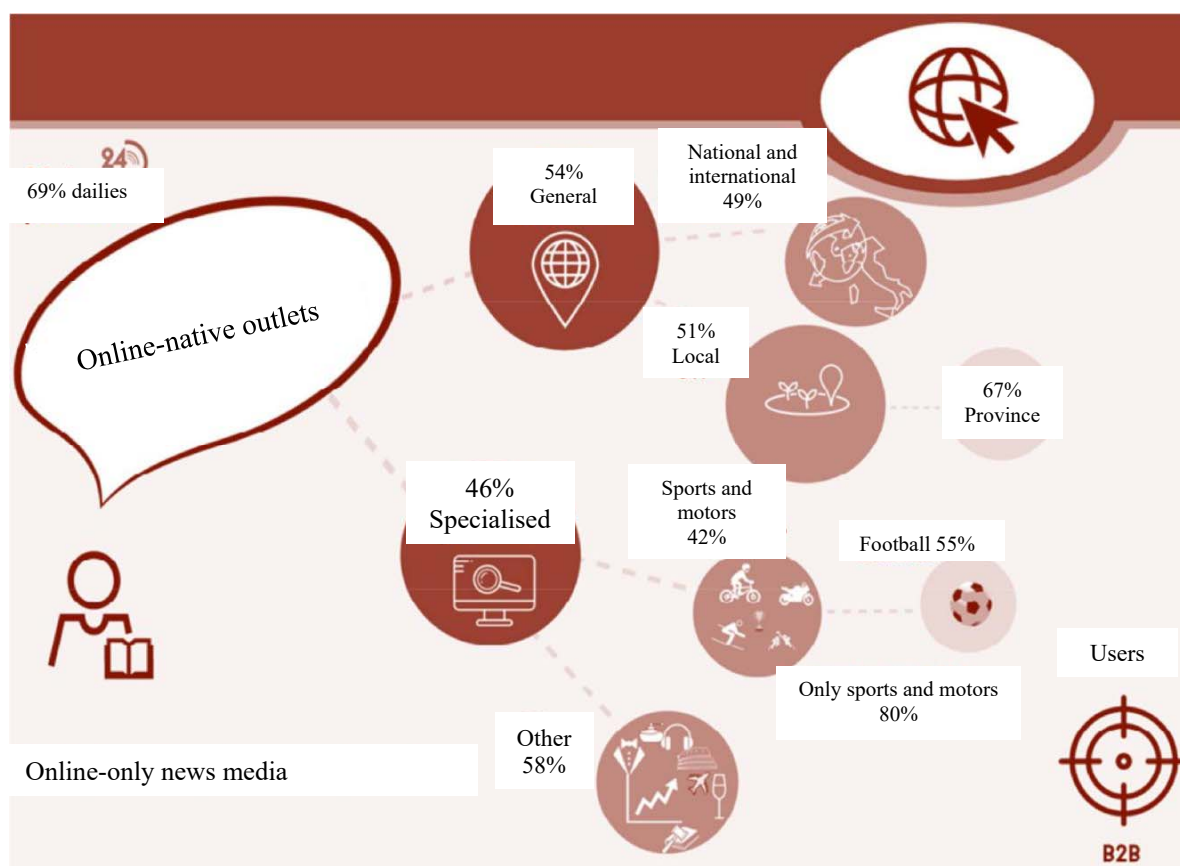 24
69% dailies
Online-native outlets
54%
General
National and
international
49%
51%
Local
67%
Province
46%
Specialised
Sports and
motors
42%
Football 55%
Only sports and motors
80%
Other
58%
Online-only news media
Users
B2B